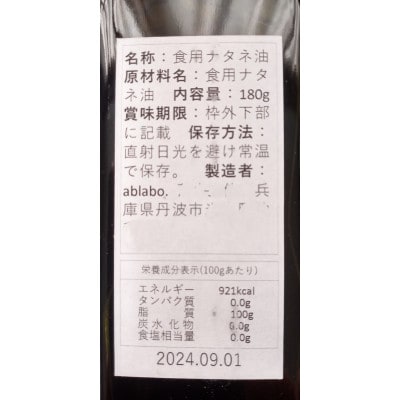 名称：食用ナタネ油
原材料名：食用ナタ
ネ油 内容量：180g
賞味期限：枠外下部
に記載 保存方法：
直射日光を避け常温
で保存。 製造者：
ablabo. 兵
庫県丹波市
栄養成分表示(100gあたり)
エネルギー 921kcal
タンパク質 0.0g
脂質 100g
炭水化物 0.0g
食塩相当量 0.0g
2024.09.01